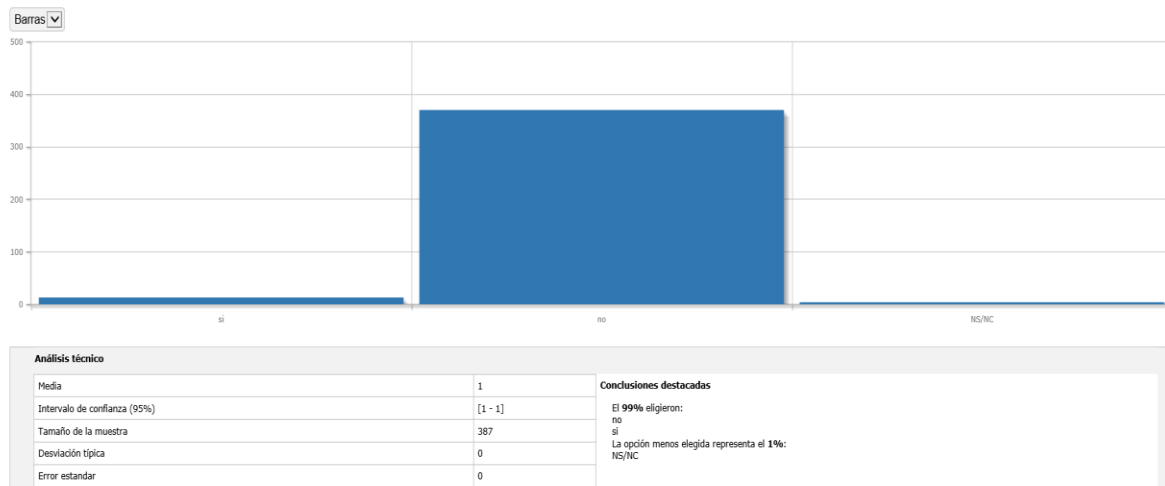 Barras
500
400
300
200
100
0
si no NS/NC
Análisis técnico
Media 1
Intervalo de confianza (95%) [1 - 1]
Tamaño de la muestra 387
Desviación típica 0
Error estandar 0
Conclusiones destacadas
El 99% eligieron:
no
si
La opción menos elegida representa el 1%:
NS/NC